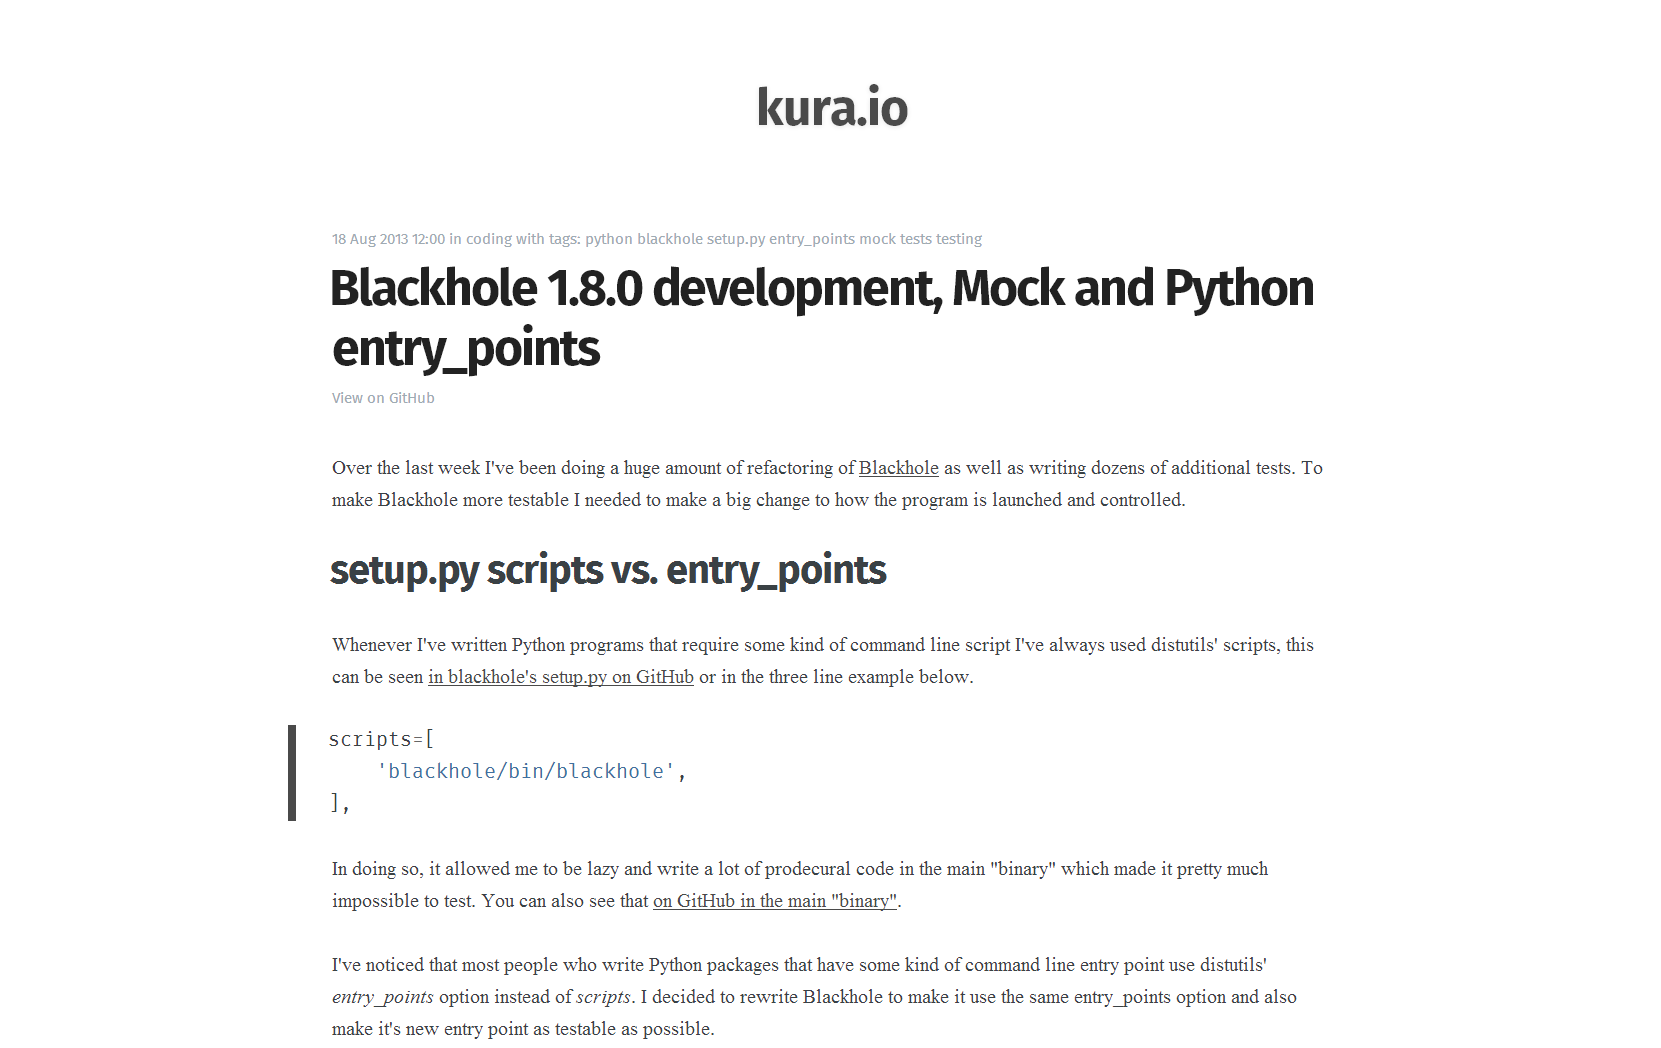 kura.io
18 Aug 2013 12:00 in coding with tags: python blackhole setup.py entry_points mock tests testing
Blackhole 1.8.0 development, Mock and Python
entry_points
View on GitHub
Over the last week I've been doing a huge amount of refactoring of Blackhole as well as writing dozens of additional tests. To
make Blackhole more testable I needed to make a big change to how the program is launched and controlled.
setup.py scripts vs. entry_points
Whenever I've written Python programs that require some kind of command line script I've always used distutils' scripts, this
can be seen in blackhole's setup.py on GitHub or in the three line example below.
scripts=[
    'blackhole/bin/blackhole',
],
In doing so, it allowed me to be lazy and write a lot of prodecural code in the main "binary" which made it pretty much
impossible to test. You can also see that on GitHub in the main "binary".
I've noticed that most people who write Python packages that have some kind of command line entry point use distutils'
entry_points option instead of scripts. I decided to rewrite Blackhole to make it use the same entry_points option and also
make it's new entry point as testable as possible.